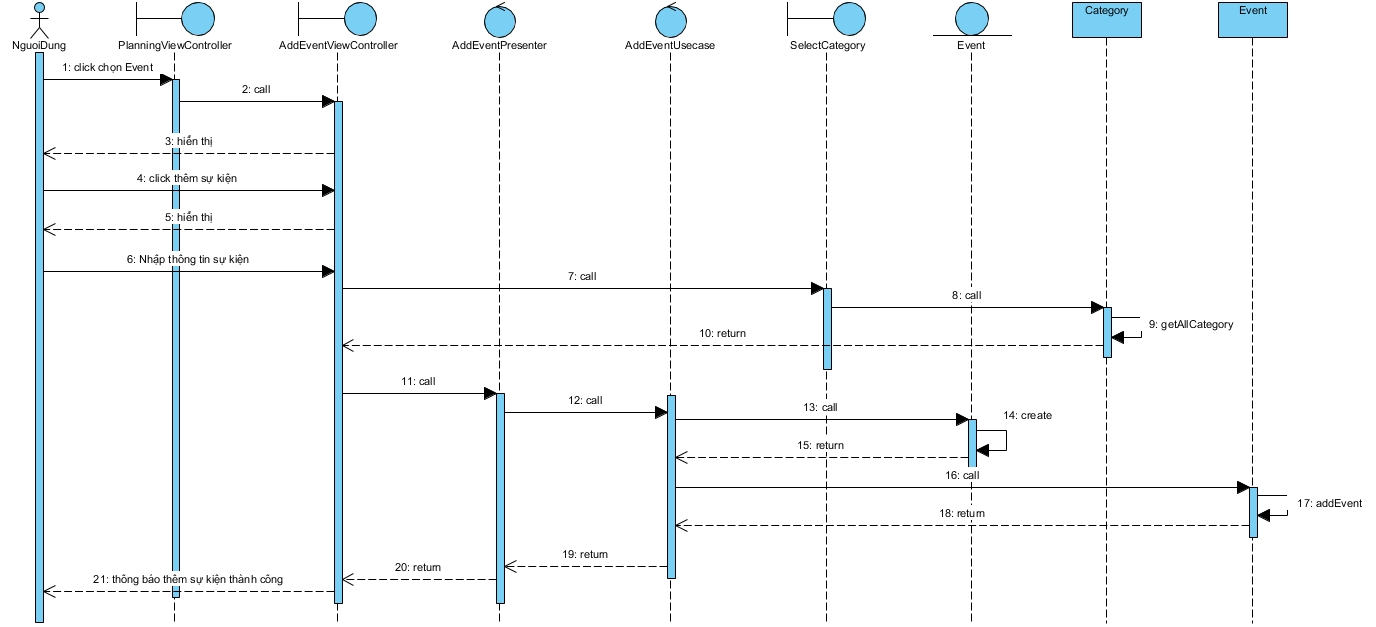 NguoiDung
PlanningViewController
AddEventViewController
AddEventPresenter
AddEventUsecase
SelectCategory
Event
Category
Event
1: click chọn Event
2: call
3: hiển thị
4: click thêm sự kiện
5: hiển thị
6: Nhập thông tin sự kiện
7: call
8: call
9: getAllCategory
10: return
11: call
12: call
13: call
14: create
15: return
16: call
17: addEvent
18: return
19: return
20: return
21: thông báo thêm sự kiện thành công